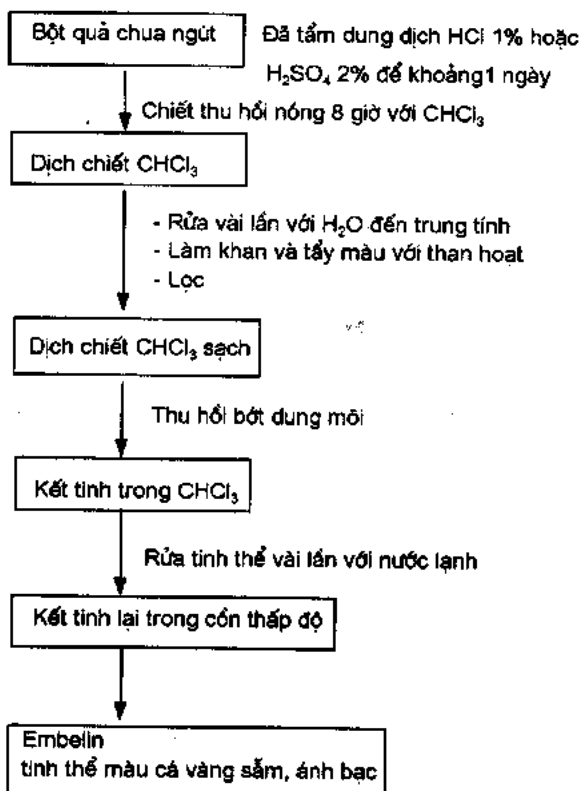 Bột quả chua ngút
Đã tẩm dung dịch HCl 1% hoặc
H₂SO₄ 2% để khoảng1 ngày
Chiết thu hồi nóng 8 giờ với CHCl₃
Dịch chiết CHCl₃
- Rửa vài lần với H₂O đến trung tính
- Làm khan và tẩy màu với than hoạt
- Lọc
Dịch chiết CHCl₃ sạch
Thu hồi bớt dung môi
Kết tinh trong CHCl₃
Rửa tinh thể vài lần với nước lạnh
Kết tinh lại trong cồn thấp độ
Embelin
tinh thể màu cá vàng sẫm, ánh bạc